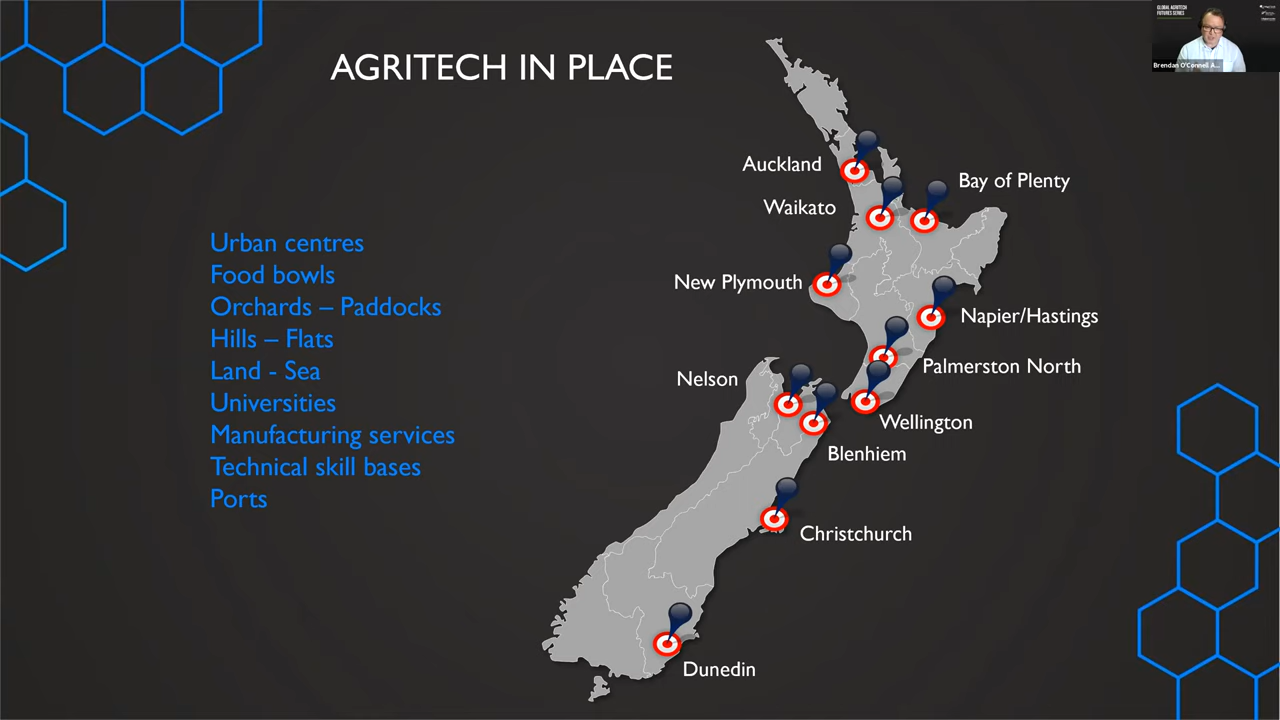 AGRITECH IN PLACE
GLOBAL AGRITECH
FUTURES SERIES
Brendan O'Connell A...
Auckland
Bay of Plenty
Waikato
New Plymouth
Napier/Hastings
Palmerston North
Nelson
Wellington
Blenhiem
Christchurch
Dunedin
Urban centres
Food bowls
Orchards – Paddocks
Hills – Flats
Land - Sea
Universities
Manufacturing services
Technical skill bases
Ports